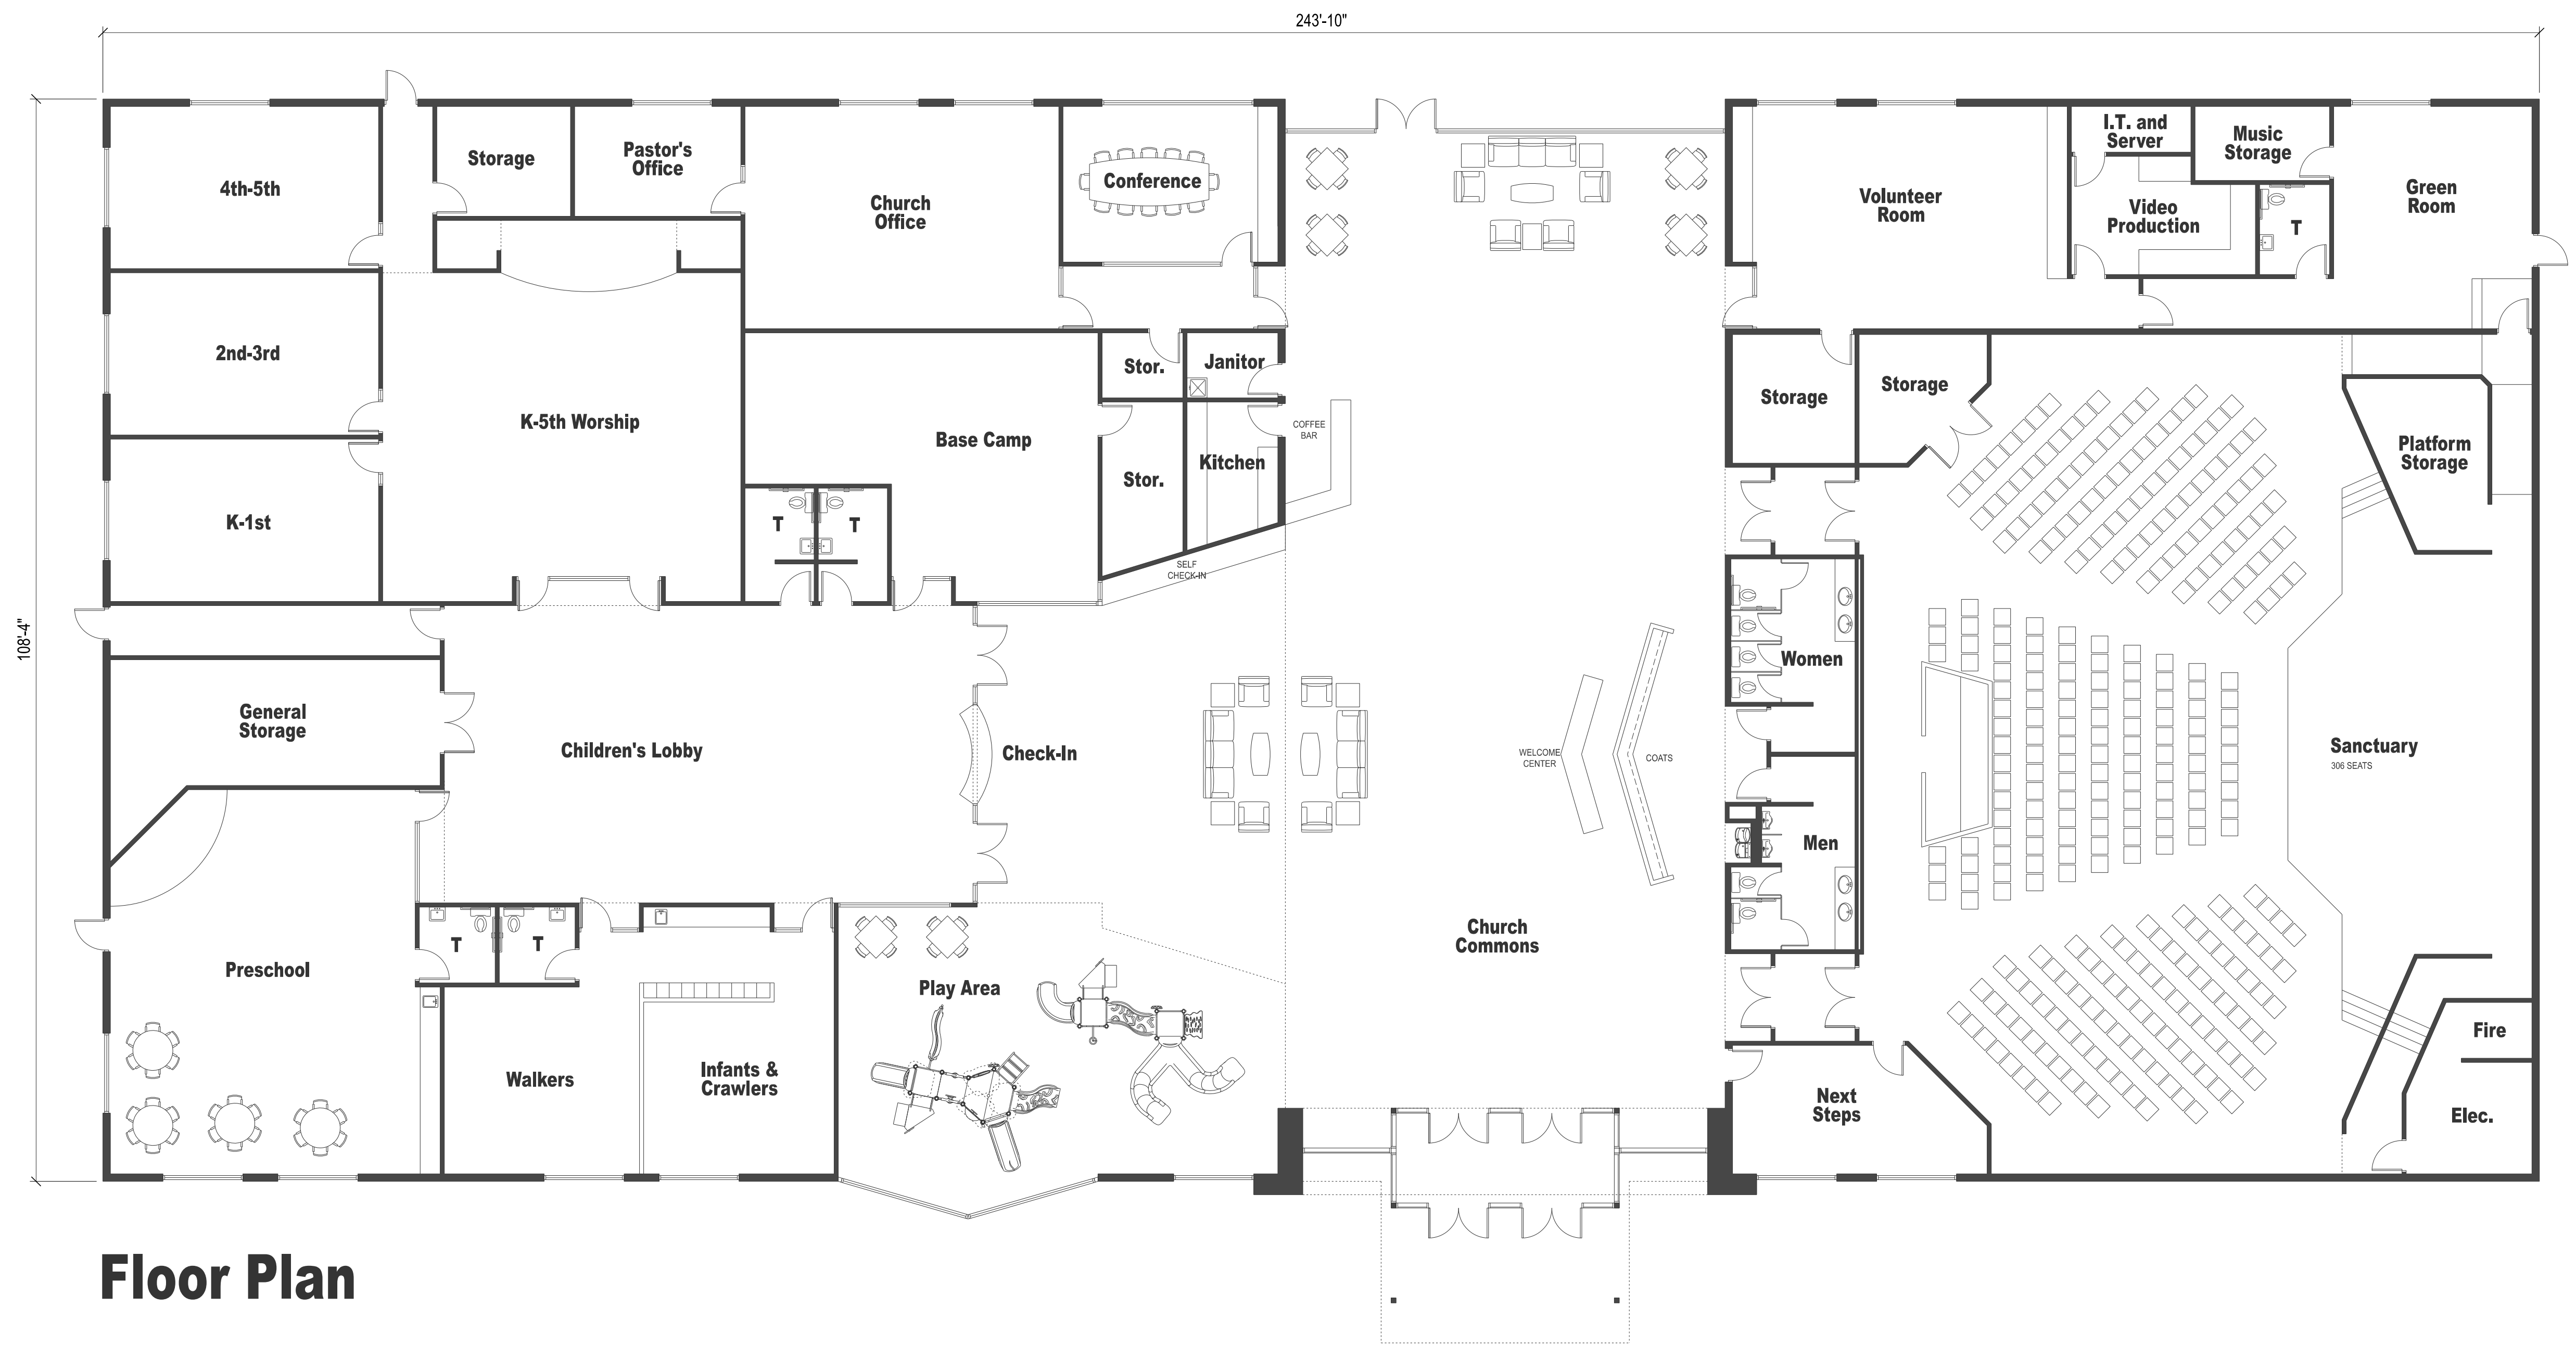 243'-10"
108'-4"
4th-5th
Storage
Pastor's
Office
Church
Office
Conference
Volunteer
Room
I.T. and
Server
Music
Storage
Video
Production
T
Green
Room
2nd-3rd
K-5th Worship
Base Camp
Stor.
Janitor
Stor.
Kitchen
COFFEE
BAR
Storage
Storage
Platform
Storage
K-1st
T
T
SELF
CHECK-IN
General
Storage
Children's Lobby
Check-In
WELCOME
CENTER
COATS
Women
Men
Sanctuary
306 SEATS
Church
Commons
Preschool
T
T
Play Area
Walkers
Infants &
Crawlers
Next
Steps
Fire
Elec.
Floor Plan